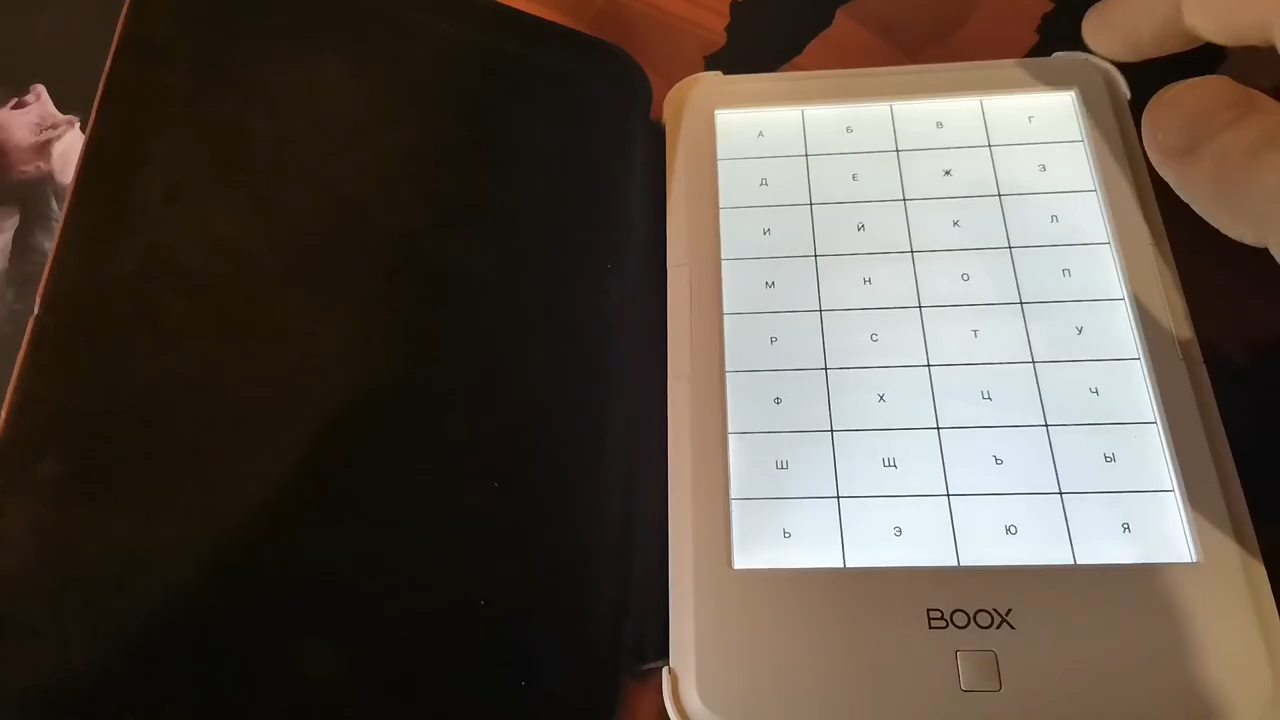 А Б В Г
Д Е Ж З
И Й К Л
М Н О П
Р С Т У
Ф Х Ц Ч
Ш Щ Ъ Ы
Ь Э Ю Я
BOOX